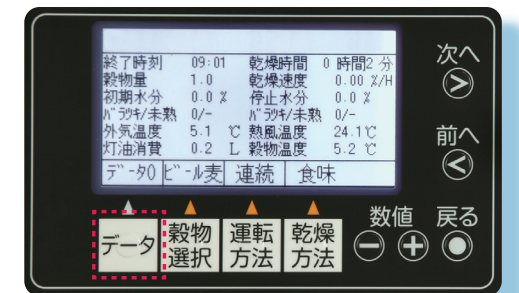 終了時刻 09:01 乾燥時間 0 時間2 分
穀物量 1.0 乾燥速度 0.00 %/H
初期水分 0.0 % 停止水分 0.0 %
バラツキ/未熟 0/- バラツキ/未熟 0/-
外気温度 5.1 ℃ 熱風温度 24.1℃
灯油消費 0.2 L 穀物温度 5.2 ℃
データ0 ビール麦 連続 食味
データ
穀物選択
運転方法
乾燥方法
数値
戻る
次へ
前へ